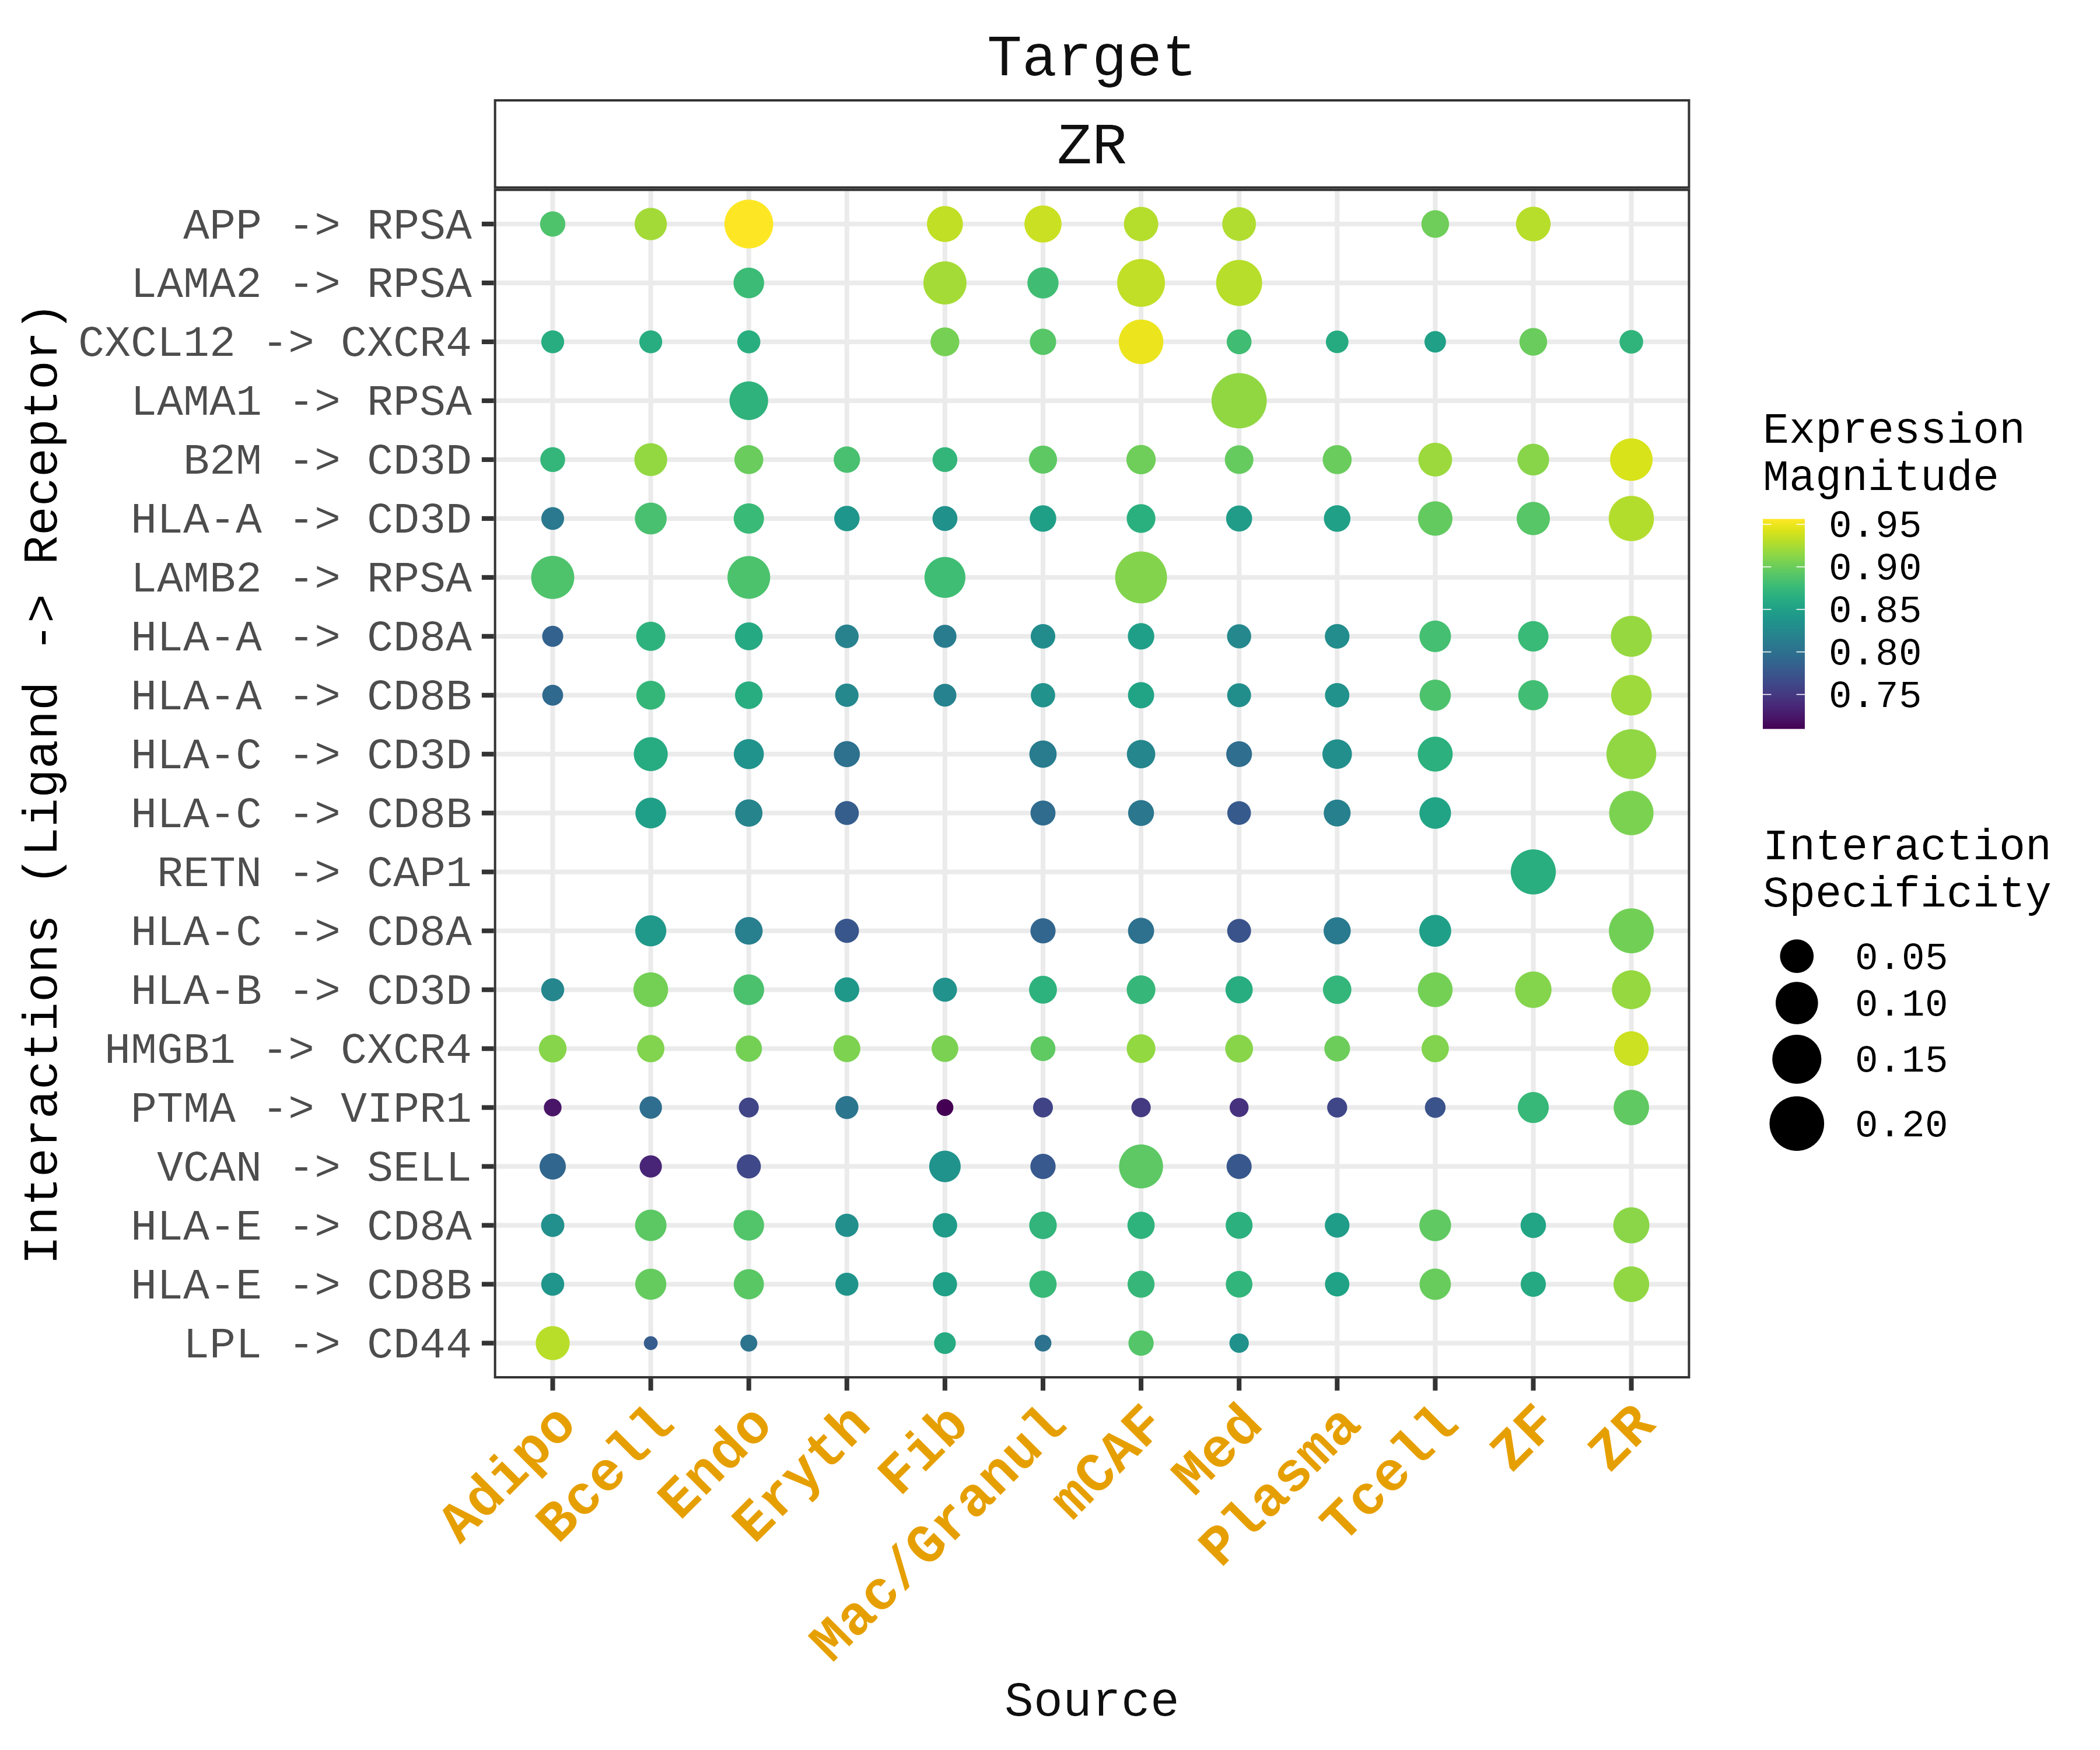 Target
ZR
Interactions (Ligand -> Receptor)
APP -> RPSA
LAMA2 -> RPSA
CXCL12 -> CXCR4
LAMA1 -> RPSA
B2M -> CD3D
HLA-A -> CD3D
LAMB2 -> RPSA
HLA-A -> CD8A
HLA-A -> CD8B
HLA-C -> CD3D
HLA-C -> CD8B
RETN -> CAP1
HLA-C -> CD8A
HLA-B -> CD3D
HMGB1 -> CXCR4
PTMA -> VIPR1
VCAN -> SELL
HLA-E -> CD8A
HLA-E -> CD8B
LPL -> CD44
Adipo
Bcell
Endo
Eryth
Fib
Mac/Granul
mCAF
Med
Plasma
Tcell
ZF
ZR
Source
Expression
Magnitude
0.95
0.90
0.85
0.80
0.75
Interaction
Specificity
0.05
0.10
0.15
0.20